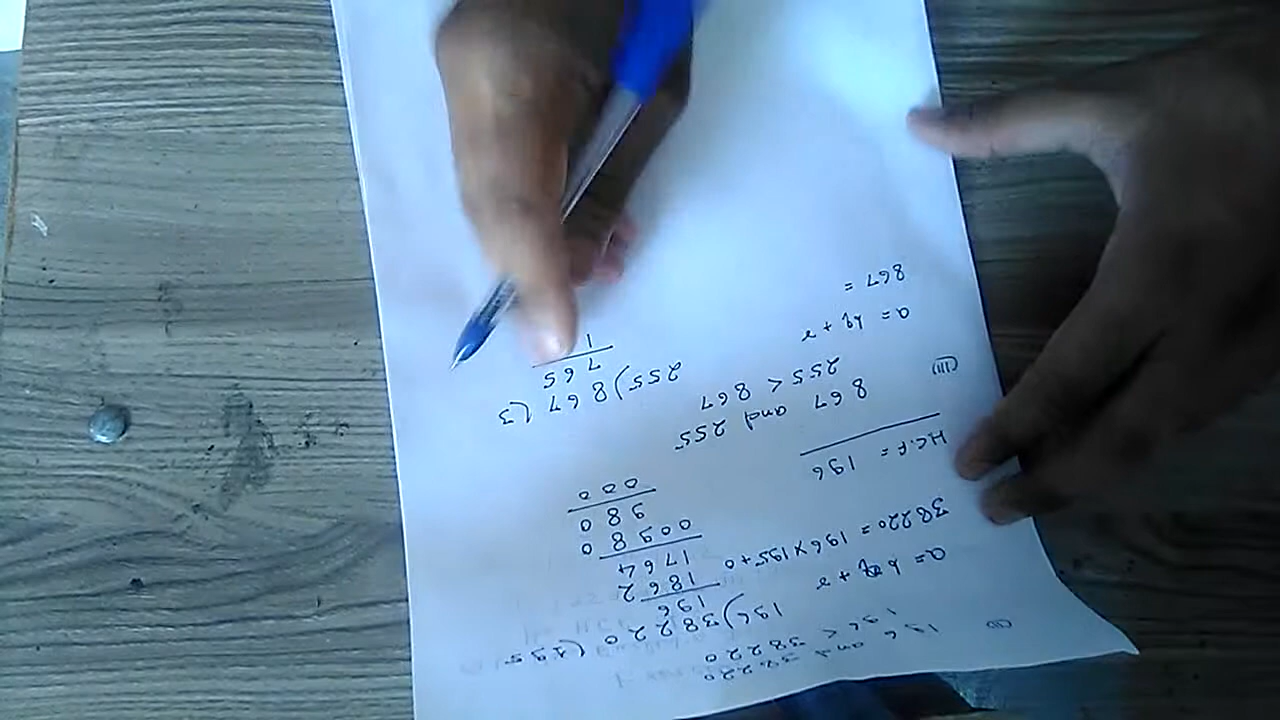 (ii)
196 and 38220
196 < 38220
a = bq + r
38220 = 196 × 195 + 0
196 ) 38220 ( 195
196
1862
1764
00980
980
000
H.C.F = 196
(iii)
867 and 255
255 < 867
a = bq + r
867 =
255 ) 867 ( 3
765
1